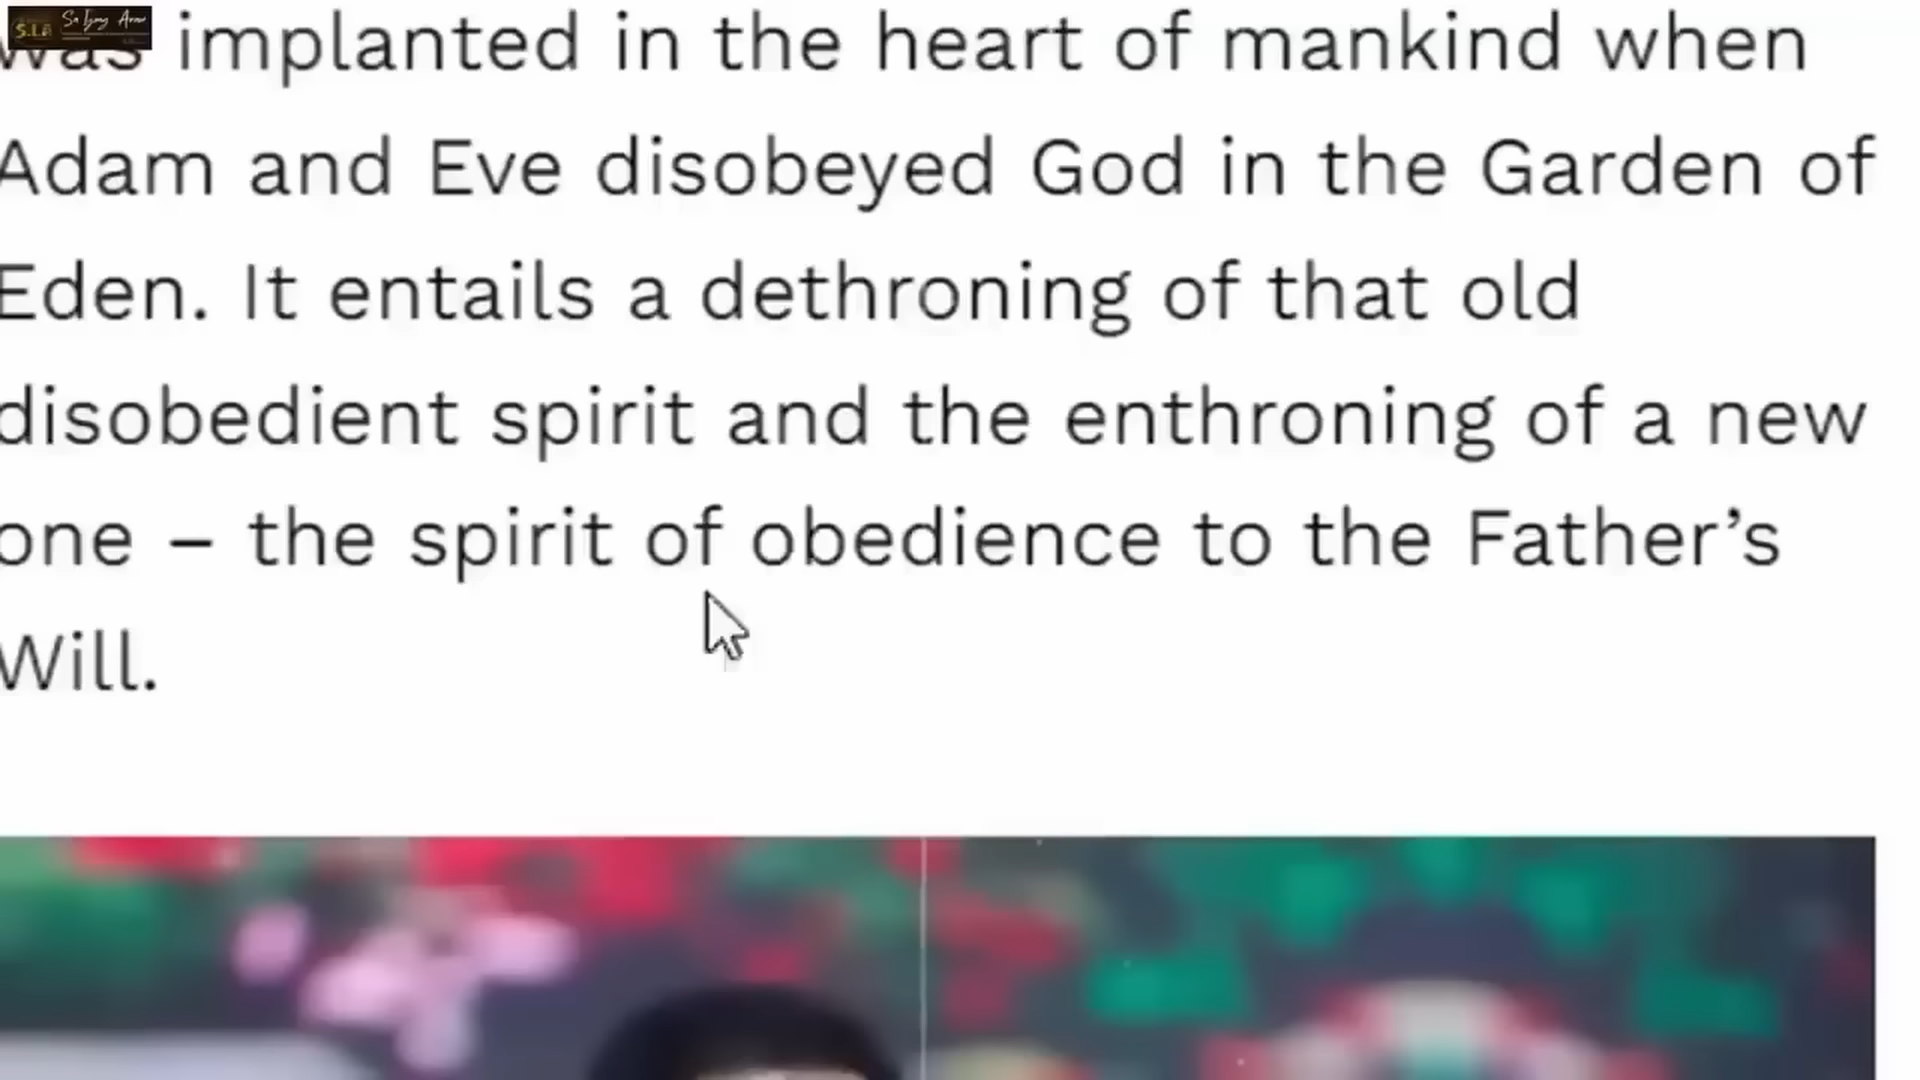 S.I.A
was implanted in the heart of mankind when
Adam and Eve disobeyed God in the Garden of
Eden. It entails a dethroning of that old
disobedient spirit and the enthroning of a new
one – the spirit of obedience to the Father’s
Will.